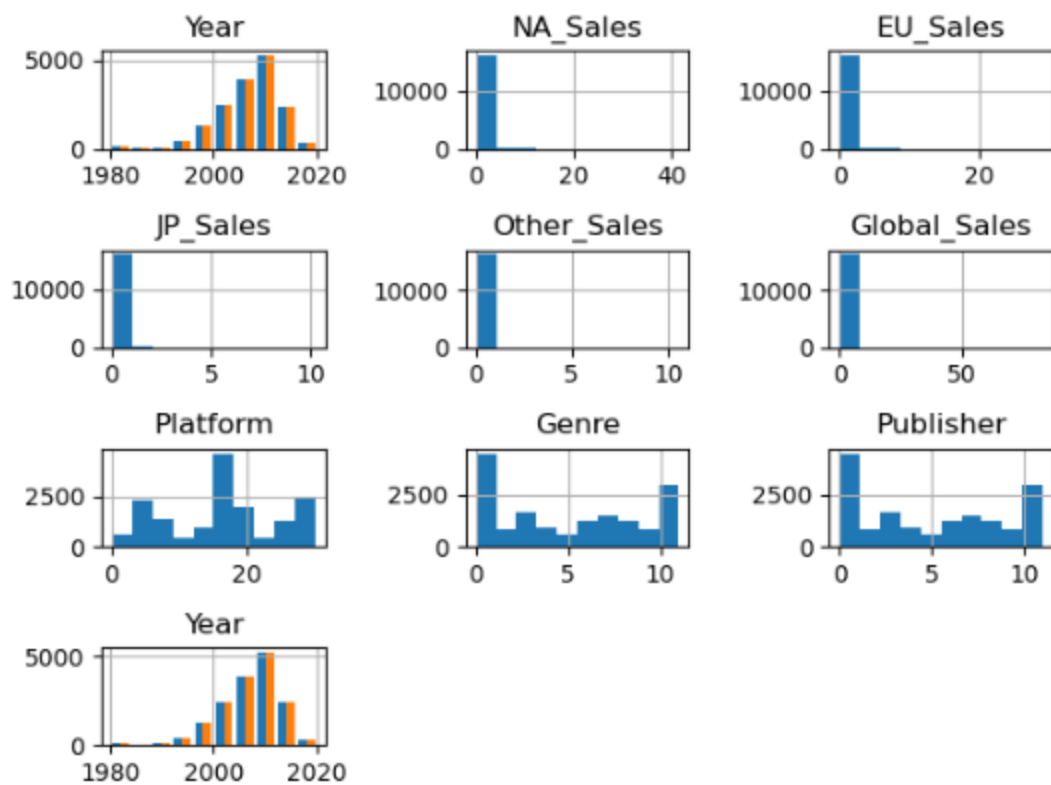 Year NA_Sales EU_Sales
5000 10000 10000
0 0 0
1980 2000 2020 0 20 40 0 20
JP_Sales Other_Sales Global_Sales
10000 10000 10000
0 0 0
0 5 10 0 5 10 0 50
Platform Genre Publisher
2500 2500 2500
0 0 0
0 20 0 5 10 0 5 10
Year
5000
0
1980 2000 2020